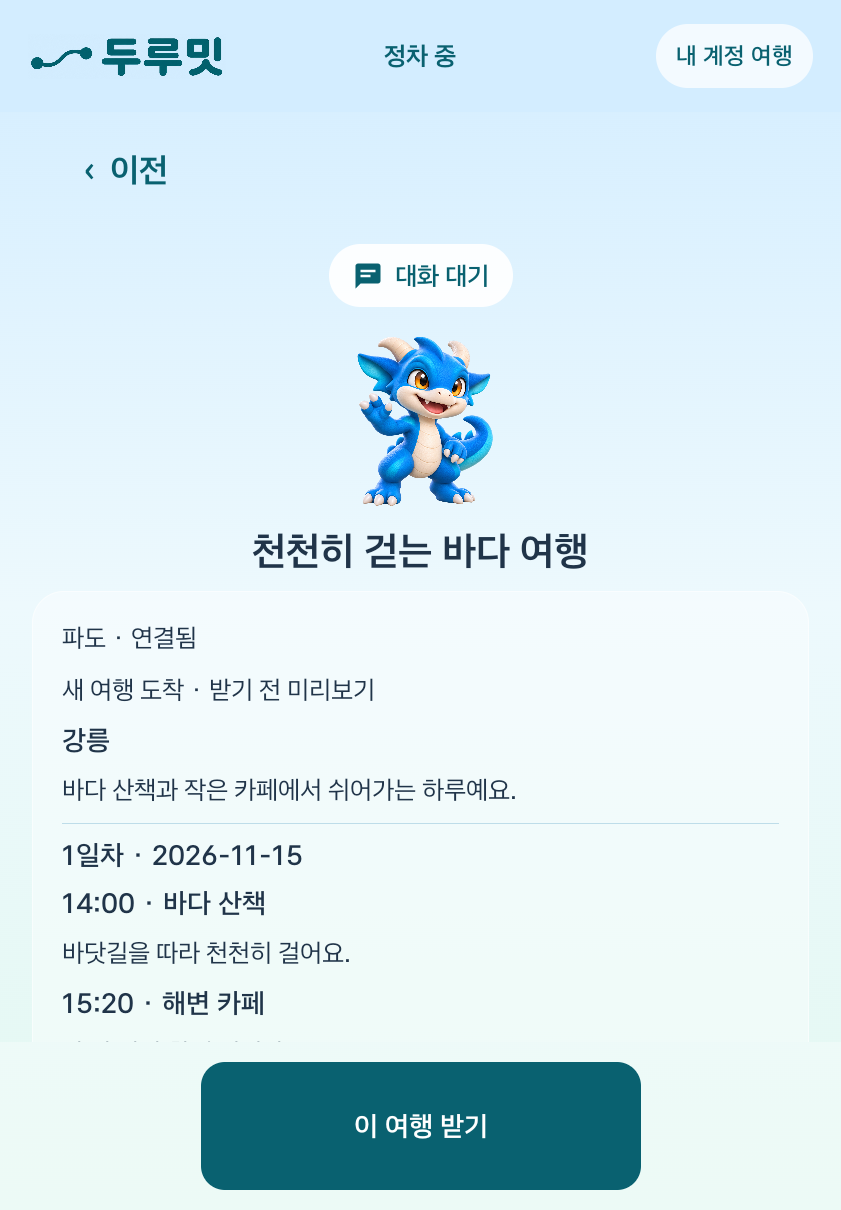 두루밋
정차 중
내 계정 여행
‹ 이전
대화 대기
천천히 걷는 바다 여행
파도 · 연결됨
새 여행 도착 · 받기 전 미리보기
강릉
바다 산책과 작은 카페에서 쉬어가는 하루예요.
1일차 · 2026-11-15
14:00 · 바다 산책
바닷길을 따라 천천히 걸어요.
15:20 · 해변 카페
이 여행 받기